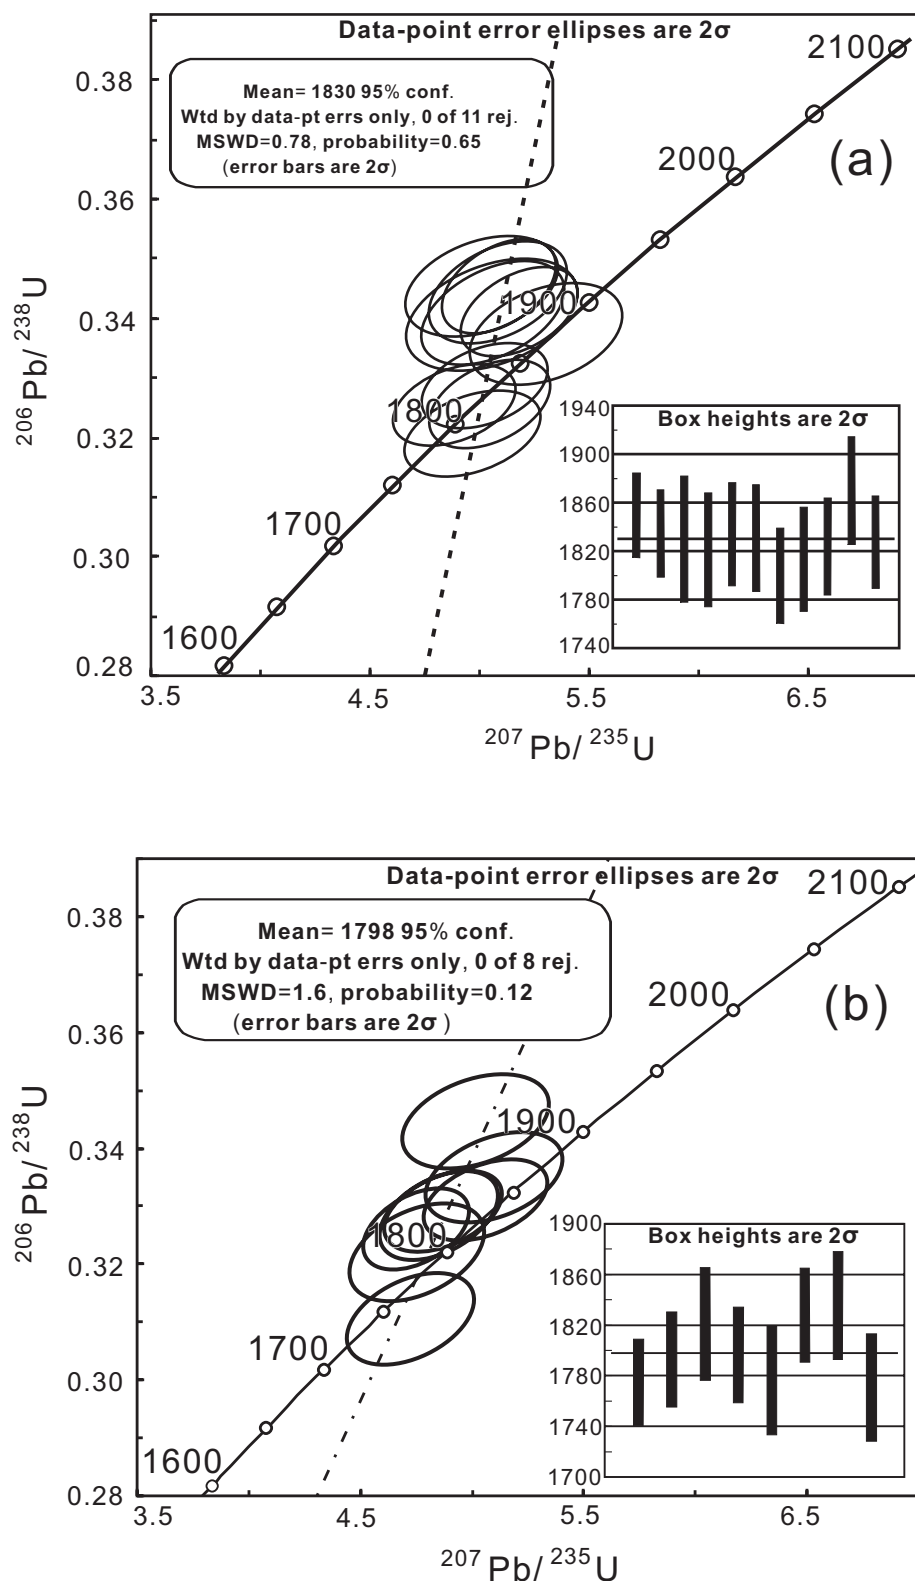 Data-point error ellipses are 2σ
2100
0.38
Mean= 1830 95% conf.
Wtd by data-pt errs only, 0 of 11 rej.
MSWD=0.78, probability=0.65
(error bars are 2σ)
2000
(a)
0.36
206Pb/ 238U
0.34
1900
0.32
1800
1940
Box heights are 2σ
1900
1860
1820
1780
1740
1700
0.30
1600
0.28
3.5
4.5
5.5
6.5
207Pb/ 235U
Data-point error ellipses are 2σ
2100
0.38
Mean= 1798 95% conf.
Wtd by data-pt errs only, 0 of 8 rej.
MSWD=1.6, probability=0.12
(error bars are 2σ )
2000
(b)
0.36
206Pb/ 238U
0.34
1900
0.32
1800
1900
Box heights are 2σ
1860
1820
1780
1740
1700
1700
0.30
1600
0.28
3.5
4.5
5.5
6.5
207Pb/ 235U